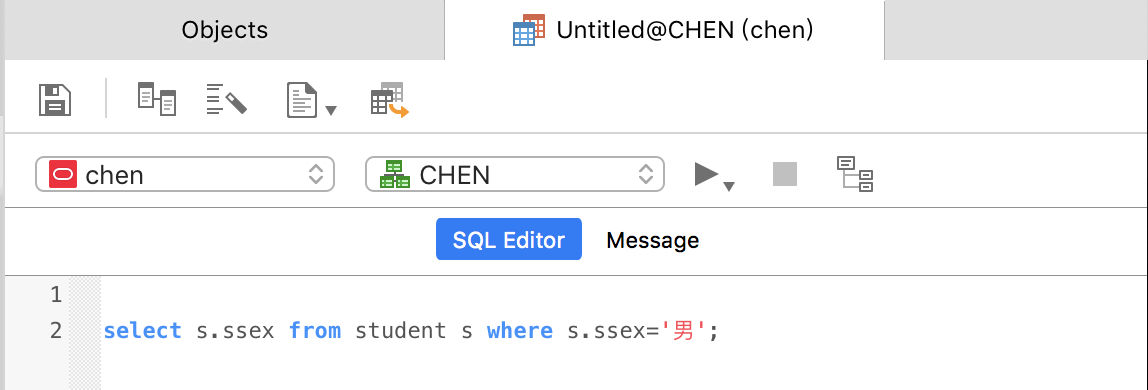 Objects Untitled@CHEN (chen)
chen CHEN
SQL Editor Message
1
2 select s.ssex from student s where s.ssex='男';